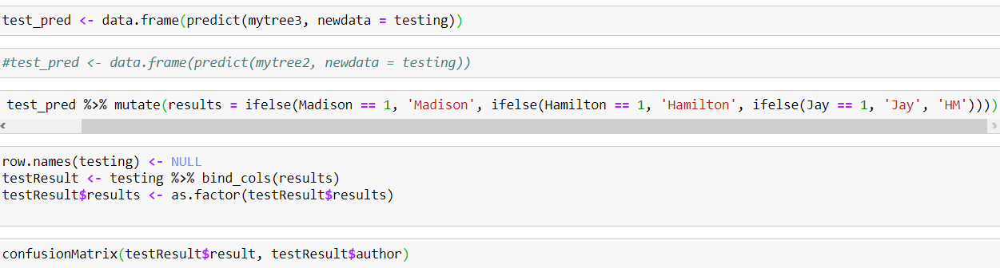 test_pred <- data.frame(predict(mytree3, newdata = testing))
#test_pred <- data.frame(predict(mytree2, newdata = testing))
test_pred %>% mutate(results = ifelse(Madison == 1, 'Madison', ifelse(Hamilton == 1, 'Hamilton', ifelse(Jay == 1, 'Jay', 'HM'))))
row.names(testing) <- NULL
testResult <- testing %>% bind_cols(results)
testResult$results <- as.factor(testResult$results)
confusionMatrix(testResult$result, testResult$author)